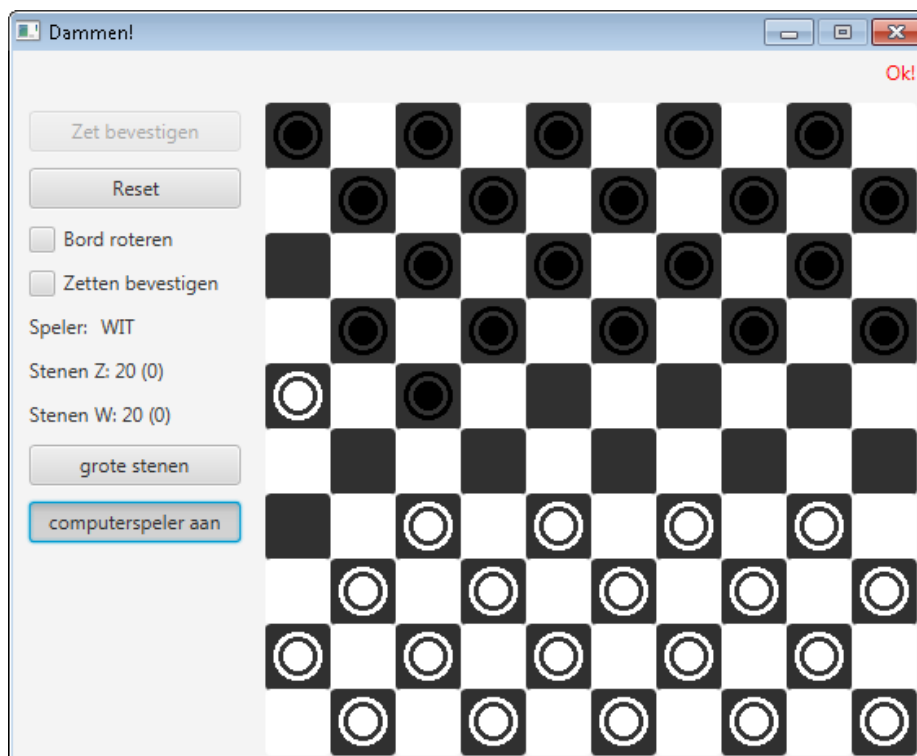 Dammen!
Ok!
Zet bevestigen
Reset
Bord roteren
Zetten bevestigen
Speler: WIT
Stenen Z: 20 (0)
Stenen W: 20 (0)
grote stenen
computerspeler aan